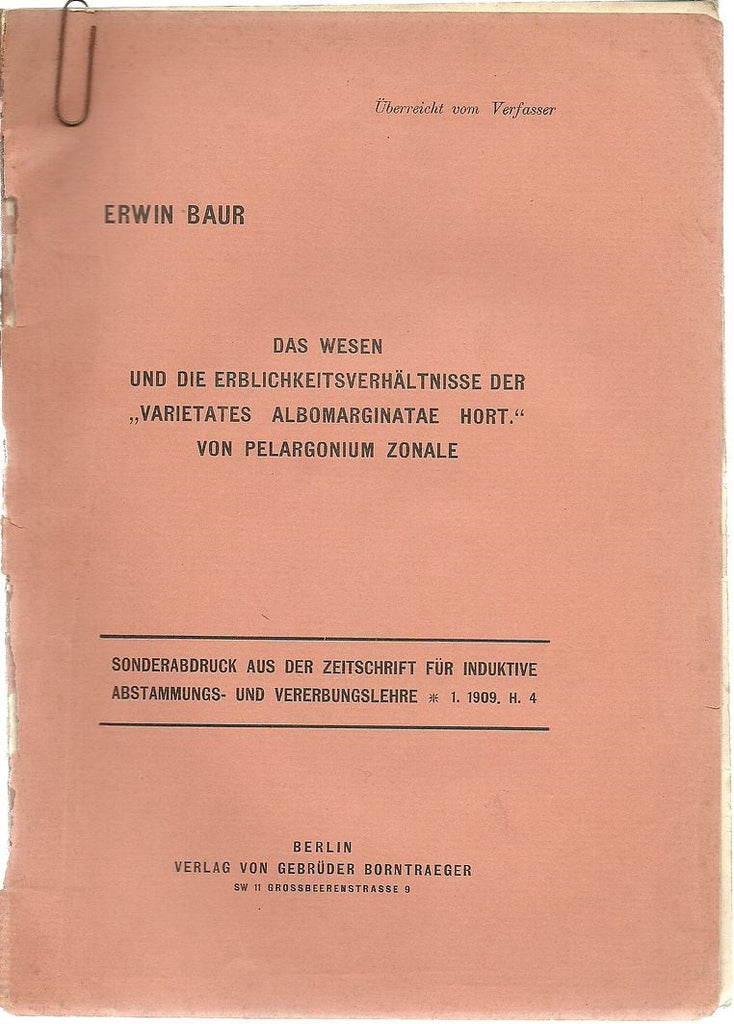 Überreicht vom Verfasser
ERWIN BAUR
DAS WESEN
UND DIE ERBLICHKEITSVERHÄLTNISSE DER
„VARIETATES ALBOMARGINATAE HORT.“
VON PELARGONIUM ZONALE
SONDERABDRUCK AUS DER ZEITSCHRIFT FÜR INDUKTIVE
ABSTAMMUNGS- UND VERERBUNGSLEHRE ✳ 1. 1909. H. 4
BERLIN
VERLAG VON GEBRÜDER BORNTRAEGER
SW 11 GROSSBEERENSTRASSE 9